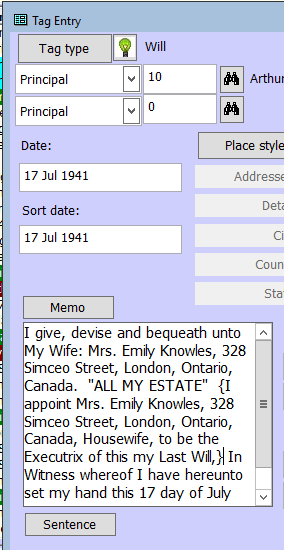 Tag Entry
Tag type Will
Principal 10 Arthur
Principal 0
Date: Place style
17 Jul 1941 Addresse
Deta
Sort date: Ci
17 Jul 1941 Coun
Stat
Memo
I give, devise and bequeath unto
My Wife: Mrs. Emily Knowles, 328
Simceo Street, London, Ontario,
Canada. "ALL MY ESTATE" {I
appoint Mrs. Emily Knowles, 328
Simceo Street, London, Ontario,
Canada, Housewife, to be the
Executrix of this my Last Will,} In
Witness whereof I have hereunto
set my hand this 17 day of July
Sentence